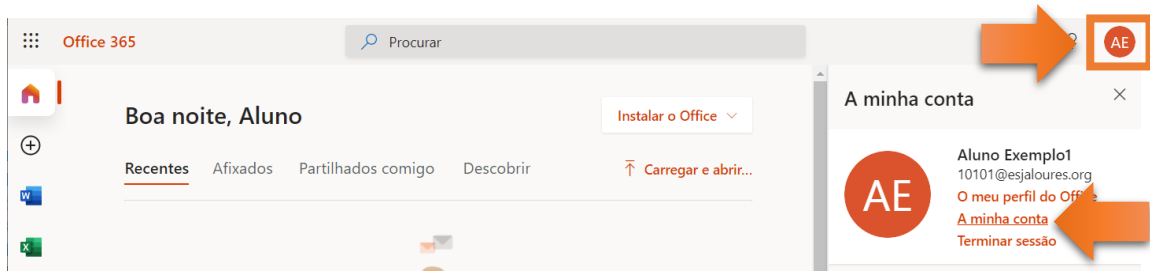 Office 365
Procurar
AE
Boa noite, Aluno
Instalar o Office
Recentes Afixados Partilhados comigo Descobrir
Carregar e abrir...
A minha conta
AE
Aluno Exemplo1
10101@esjaloures.org
O meu perfil do Office
A minha conta
Terminar sessão